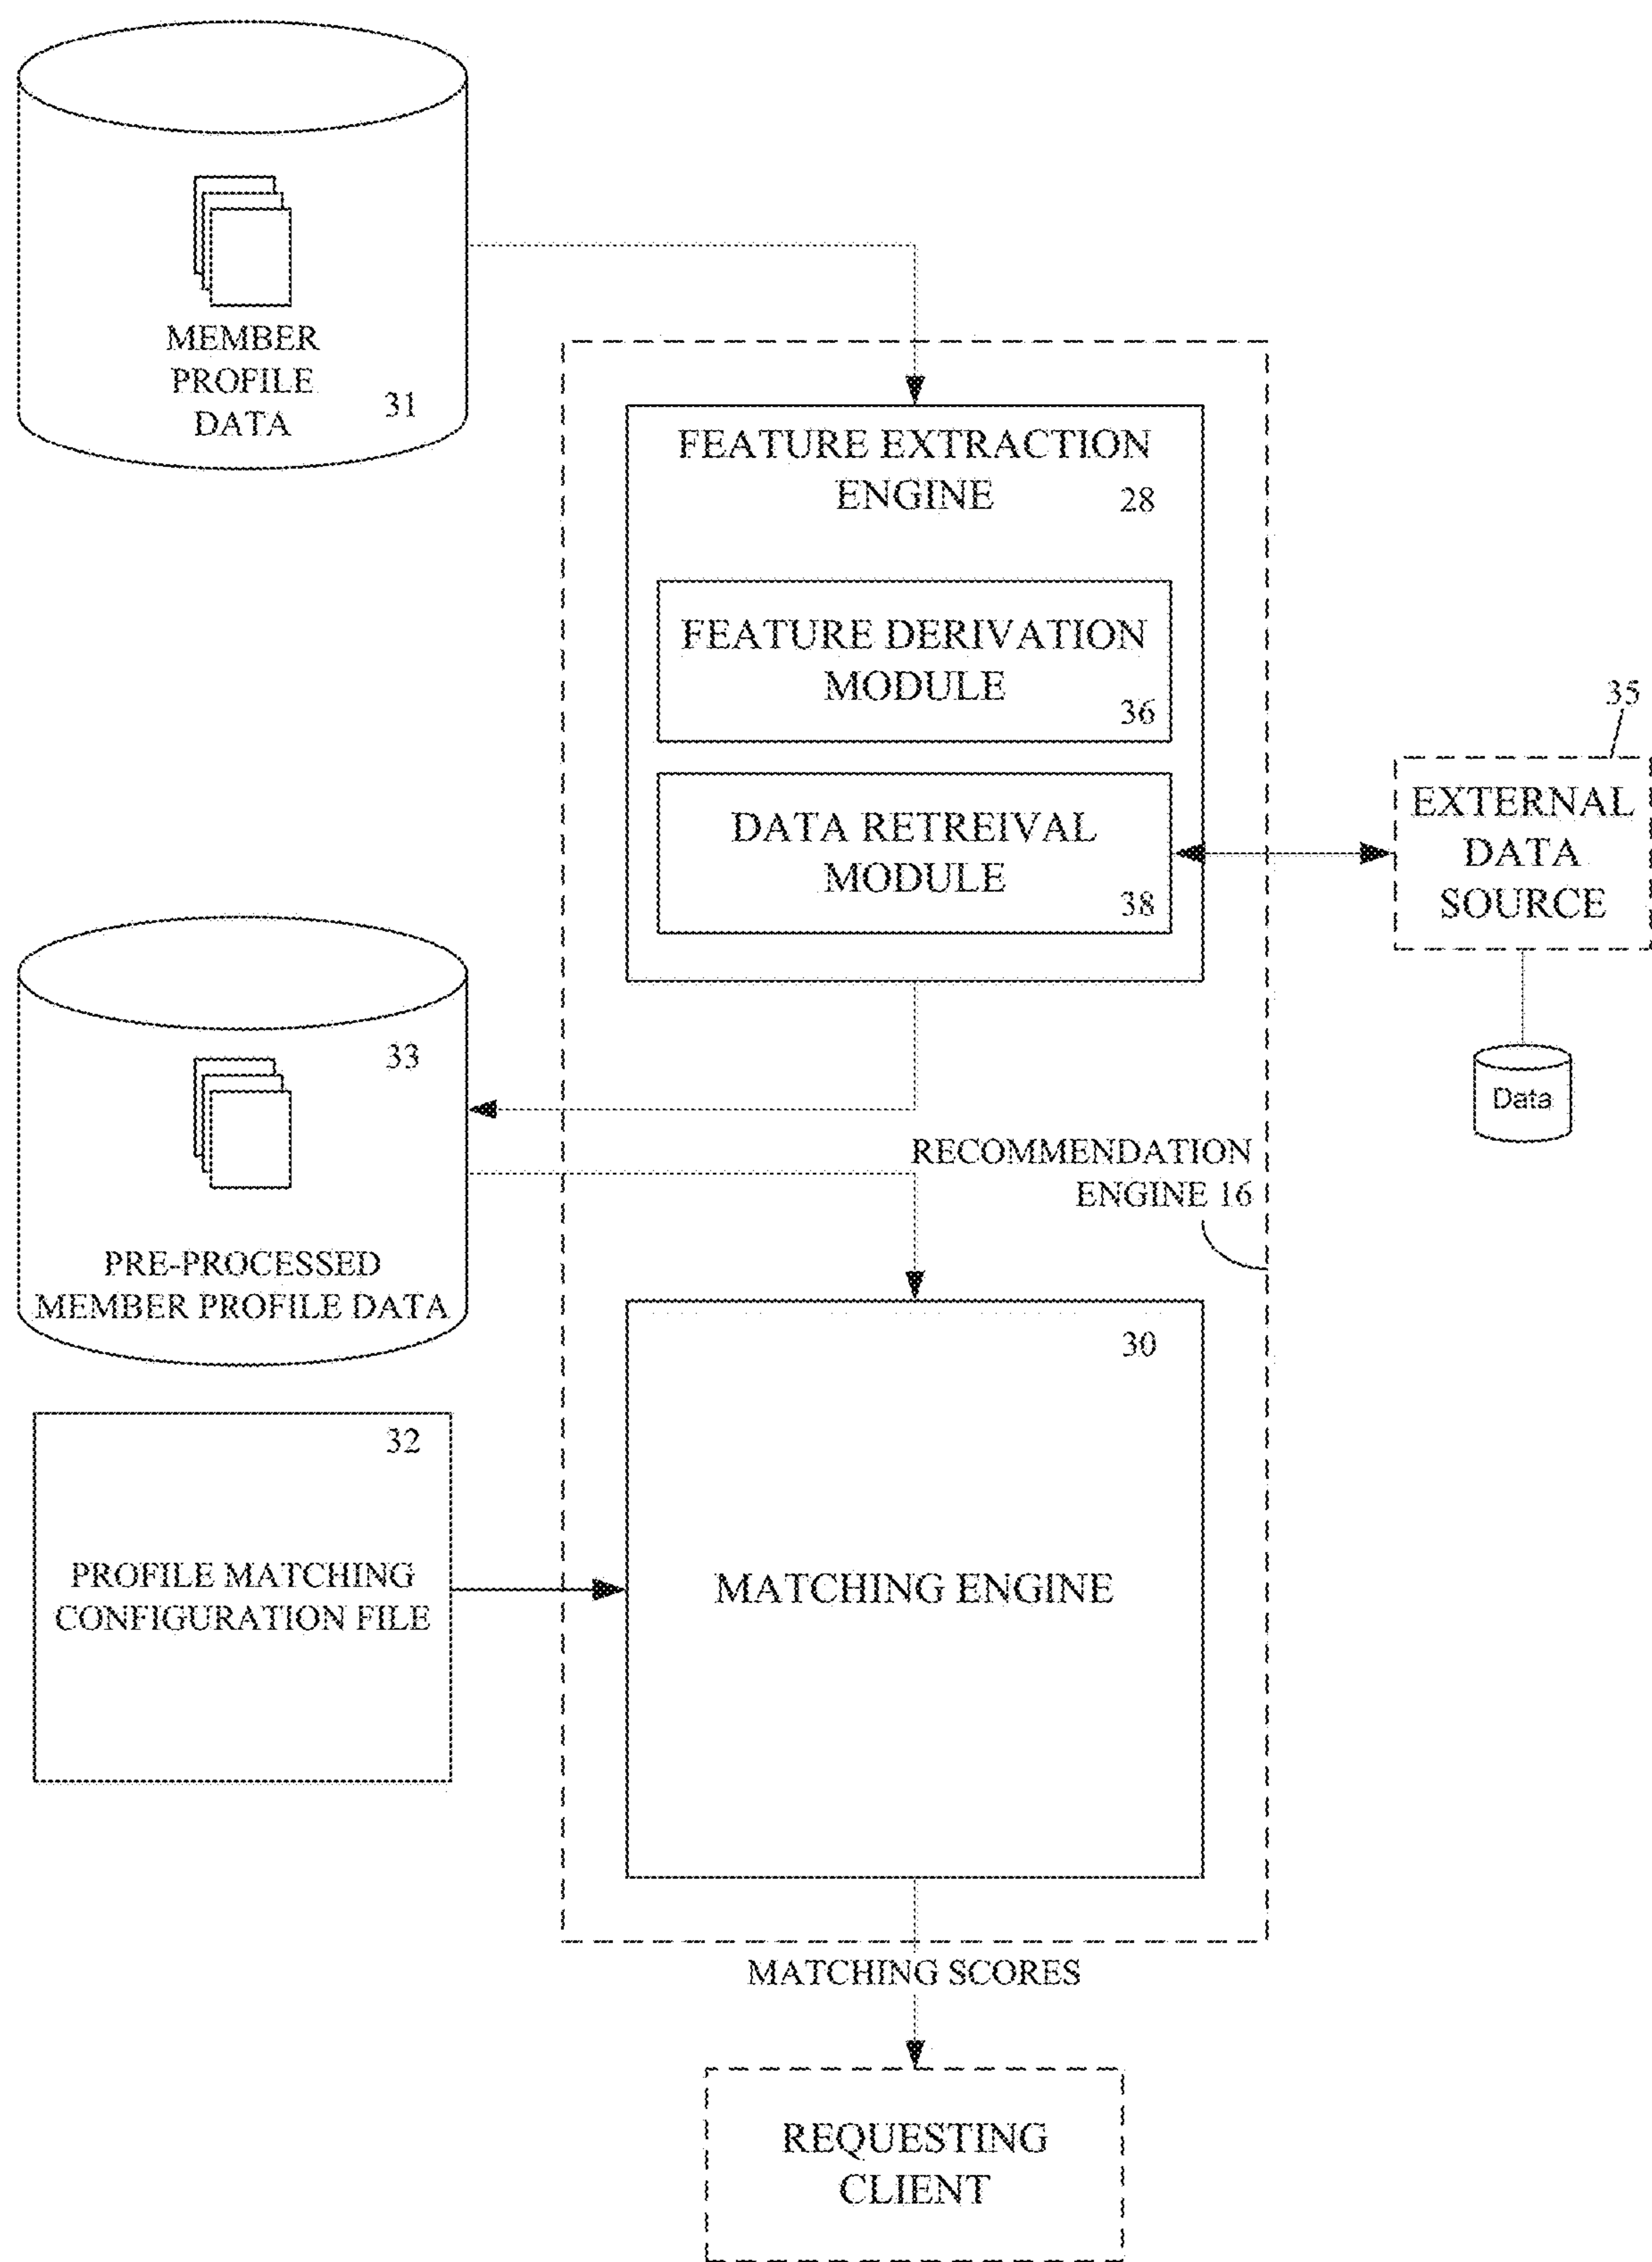 MEMBER
PROFILE
DATA
31
FEATURE EXTRACTION
ENGINE
28
FEATURE DERIVATION
MODULE
36
DATA RETREIVAL
MODULE
38
35
EXTERNAL
DATA
SOURCE
Data
33
PRE-PROCESSED
MEMBER PROFILE DATA
RECOMMENDATION
ENGINE 16
30
MATCHING ENGINE
32
PROFILE MATCHING
CONFIGURATION FILE
MATCHING SCORES
REQUESTING
CLIENT